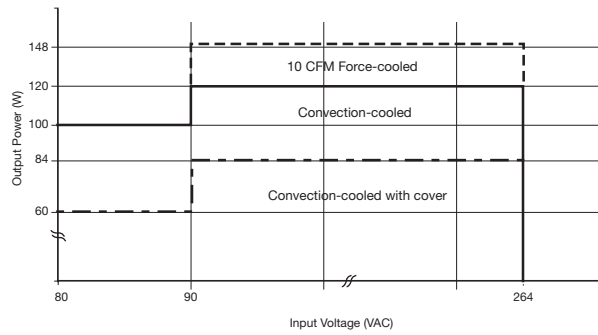 148
10 CFM Force-cooled
120
Convection-cooled
100
84
Convection-cooled with cover
60
Output Power (W)
80
90
264
Input Voltage (VAC)